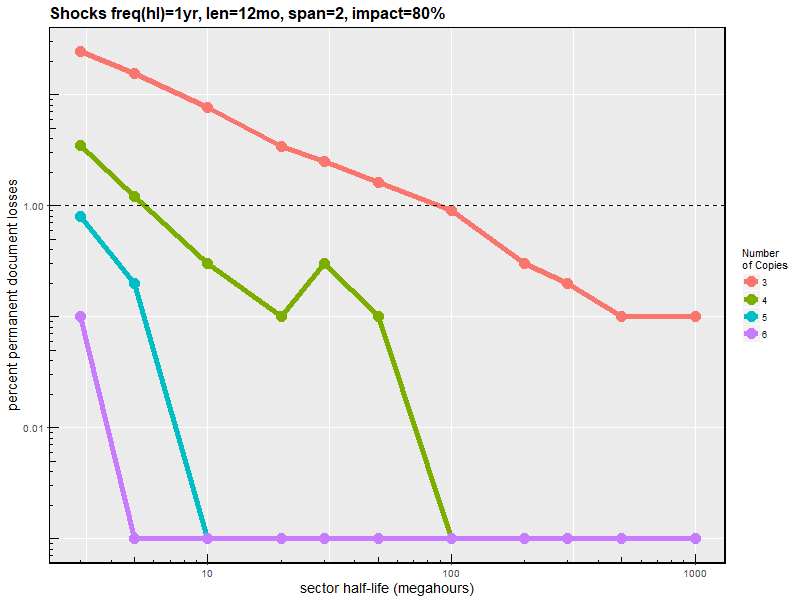 Shocks freq(hl)=1yr, len=12mo, span=2, impact=80%
percent permanent document losses
1.00
0.01
10
100
1000
sector half-life (megahours)
Number
of Copies
3
4
5
6